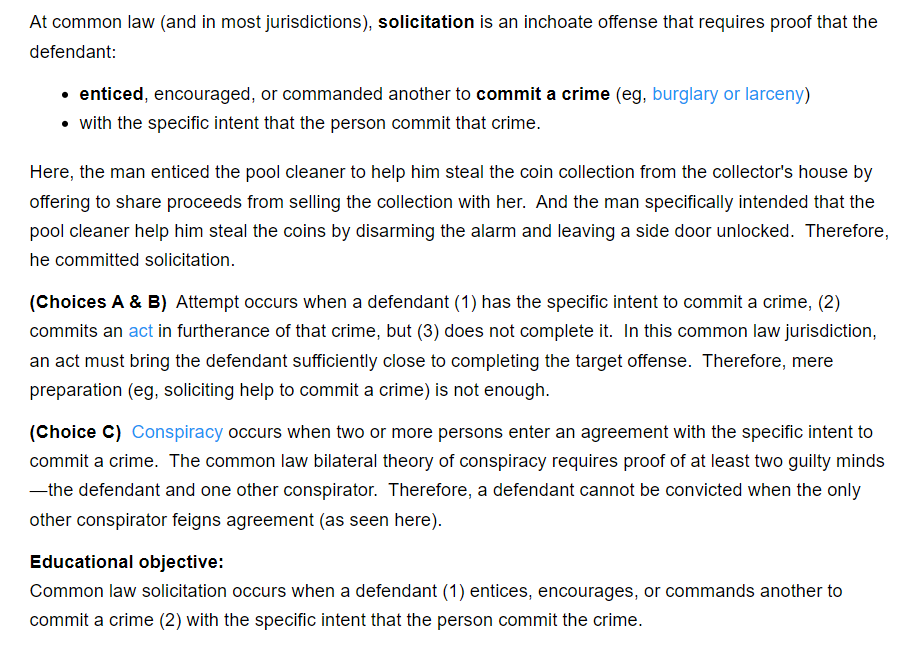 At common law (and in most jurisdictions), solicitation is an inchoate offense that requires proof that the
defendant:
• enticed, encouraged, or commanded another to commit a crime (eg, burglary or larceny)
• with the specific intent that the person commit that crime.
Here, the man enticed the pool cleaner to help him steal the coin collection from the collector's house by
offering to share proceeds from selling the collection with her.  And the man specifically intended that the
pool cleaner help him steal the coins by disarming the alarm and leaving a side door unlocked.  Therefore,
he committed solicitation.
(Choices A & B)  Attempt occurs when a defendant (1) has the specific intent to commit a crime, (2)
commits an act in furtherance of that crime, but (3) does not complete it.  In this common law jurisdiction,
an act must bring the defendant sufficiently close to completing the target offense.  Therefore, mere
preparation (eg, soliciting help to commit a crime) is not enough.
(Choice C)  Conspiracy occurs when two or more persons enter an agreement with the specific intent to
commit a crime.  The common law bilateral theory of conspiracy requires proof of at least two guilty minds
—the defendant and one other conspirator.  Therefore, a defendant cannot be convicted when the only
other conspirator feigns agreement (as seen here).
Educational objective:
Common law solicitation occurs when a defendant (1) entices, encourages, or commands another to
commit a crime (2) with the specific intent that the person commit the crime.